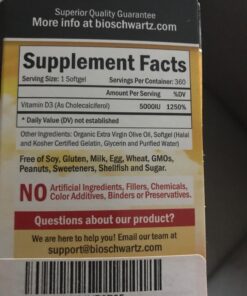 Superior Quality Guarantee
More info at bioschwartz.com
Supplement Facts
Serving Size: 1 Softgel Servings Per Container: 360
Amount Per Serving %DV
Vitamin D3 (As Cholecalciferol) 5000IU 1250%
* Daily Value (DV) not established
Other Ingredients: Organic Extra Virgin Olive Oil, Softgel (Halal
and Kosher Certified Gelatin, Glycerin and Purified Water)
Free of Soy, Gluten, Milk, Egg, Wheat, GMOs,
Peanuts, Sweeteners, Shellfish and Sugar.
NO Artificial Ingredients, Fillers, Chemicals,
Color Additives, Binders or Preservatives.
Questions about our product?
We are here to help you! Email our team at
support@bioschwartz.com